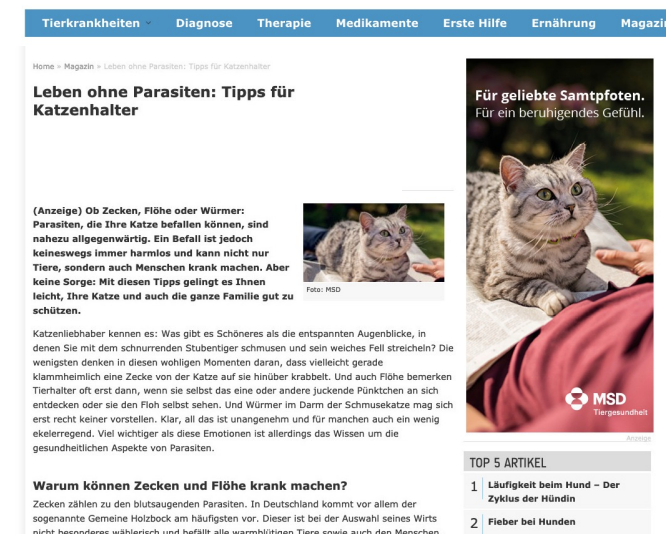 Tierkrankheiten Diagnose Therapie Medikamente Erste Hilfe Ernährung
Home » Magazin » Leben ohne Parasiten: Tipps für Katzenhalter
Leben ohne Parasiten: Tipps für
Katzenhalter
(Anzeige) Ob Zecken, Flöhe oder Würmer:
Parasiten, die Ihre Katze befallen können, sind
nahezu allgegenwärtig. Ein Befall ist jedoch
keineswegs immer harmlos und kann nicht nur
Tiere, sondern auch Menschen krank machen. Aber
keine Sorge: Mit diesen Tipps gelingt es Ihnen
leicht, Ihre Katze und auch die ganze Familie gut zu
schützen.
Foto: MSD
Katzenliebhaber kennen es: Was gibt es Schöneres als die entspannten Augenblicke, in
denen Sie mit dem schnurrenden Stubentiger schmusen und sein weiches Fell streicheln? Die
wenigsten denken in diesen wohligen Momenten daran, dass vielleicht gerade
klammheimlich eine Zecke von der Katze auf sie hinüber krabbelt. Und auch Flöhe bemerken
Tierhalter oft erst dann, wenn sie selbst das eine oder andere juckende Pünktchen an sich
entdecken oder sie den Floh selbst sehen. Und Würmer im Darm der Schmusekatze mag sich
erst recht keiner vorstellen. Klar, all das ist unangenehm und für manchen auch ein wenig
ekelerregend. Viel wichtiger als diese Emotionen ist allerdings das Wissen um die
gesundheitlichen Aspekte von Parasiten.
Warum können Zecken und Flöhe krank machen?
Zecken zählen zu den blutsaugenden Parasiten. In Deutschland kommt vor allem der
sogenannte Gemeine Holzbock am häufigsten vor. Dieser ist bei der Auswahl seines Wirts
nicht besonderes wählerisch und befällt alle warmblütigen Tiere sowie auch den Menschen
Für geliebte Samtpfoten.
Für ein beruhigendes Gefühl.
MSD
Tiergesundheit
Anzeige
TOP 5 ARTIKEL
1 Läufigkeit beim Hund – Der
Zyklus der Hündin
2 Fieber bei Hunden